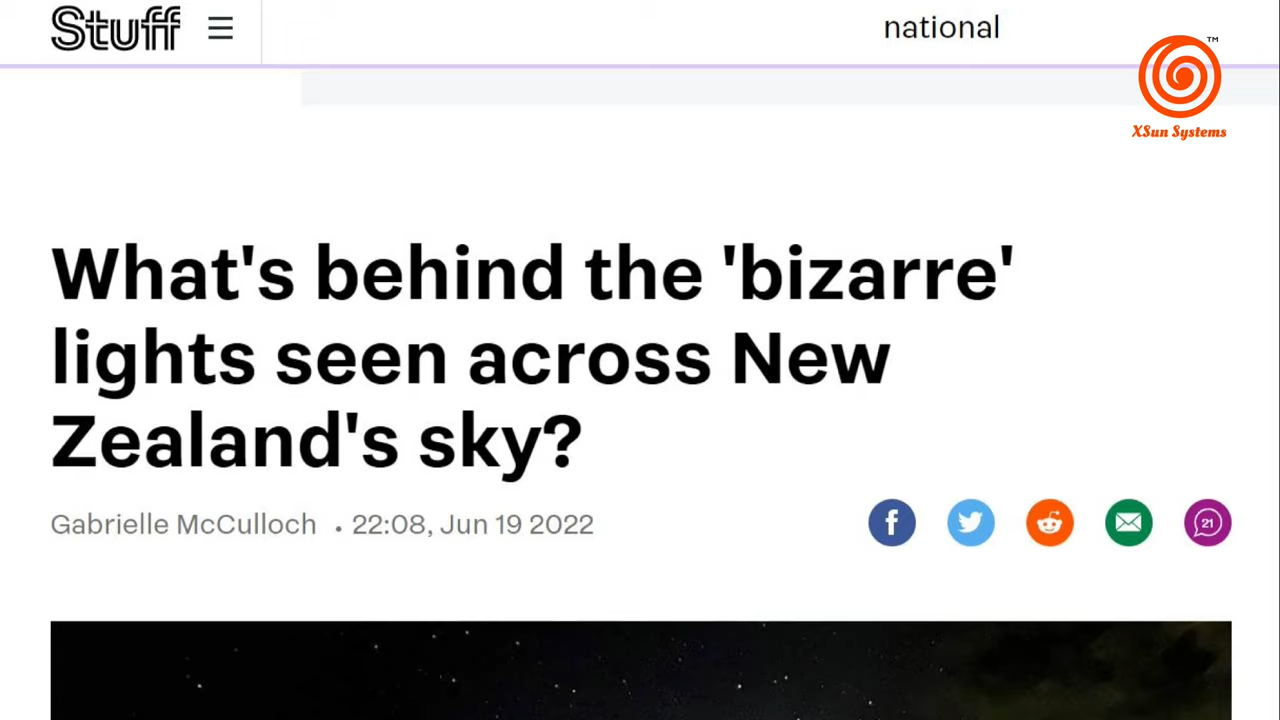 Stuff
national
TM
XSun Systems
What's behind the 'bizarre'
lights seen across New
Zealand's sky?
Gabrielle McCulloch • 22:08, Jun 19 2022
f
21